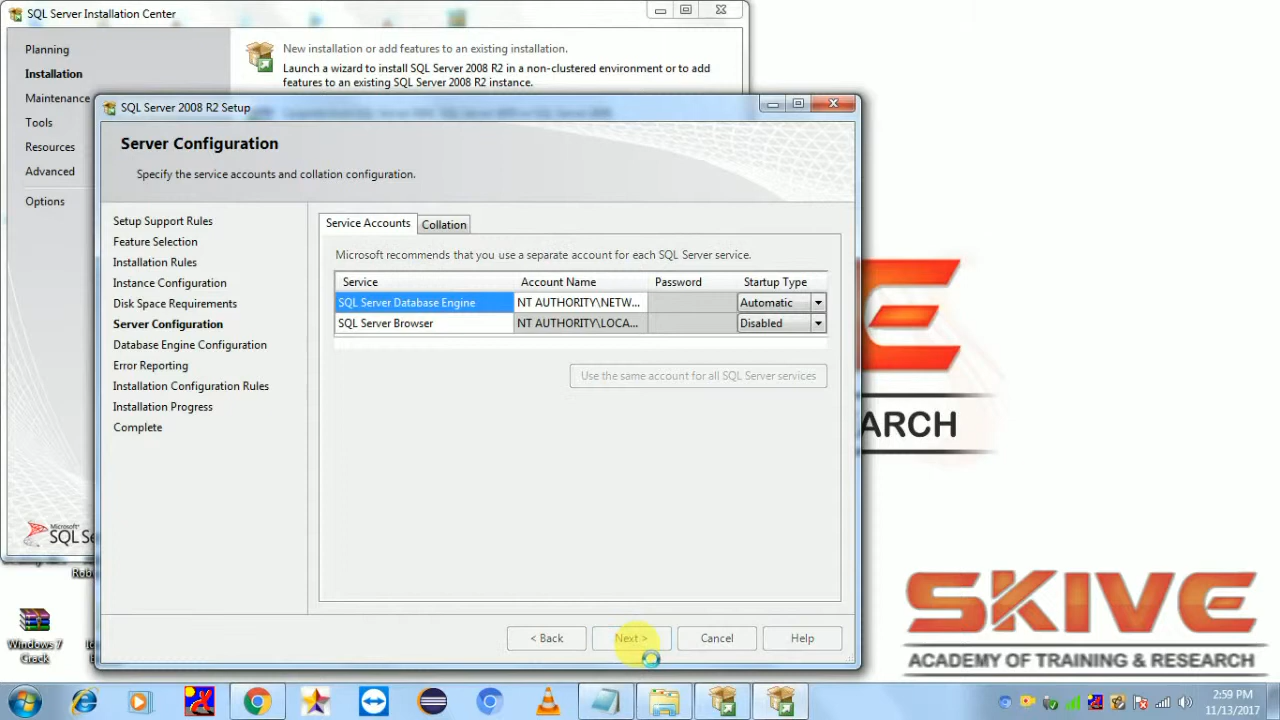 SQL Server Installation Center
Planning
Installation
Maintenance
Tools
Resources
Advanced
Options
New installation or add features to an existing installation.
Launch a wizard to install SQL Server 2008 R2 in a non-clustered environment or to add
features to an existing SQL Server 2008 R2 instance.
SQL Server 2008 R2 Setup
Server Configuration
Specify the service accounts and collation configuration.
Setup Support Rules
Feature Selection
Installation Rules
Instance Configuration
Disk Space Requirements
Server Configuration
Database Engine Configuration
Error Reporting
Installation Configuration Rules
Installation Progress
Complete
Service Accounts Collation
Microsoft recommends that you use a separate account for each SQL Server service.
Service Account Name Password Startup Type
SQL Server Database Engine NT AUTHORITY\NETW... Automatic
SQL Server Browser NT AUTHORITY\LOCA... Disabled
Use the same account for all SQL Server services
< Back Next > Cancel Help
Microsoft
SQL Se
Rob
Windows 7
Crack
ARCH
SKIVE
ACADEMY OF TRAINING & RESEARCH
2:59 PM
11/13/2017